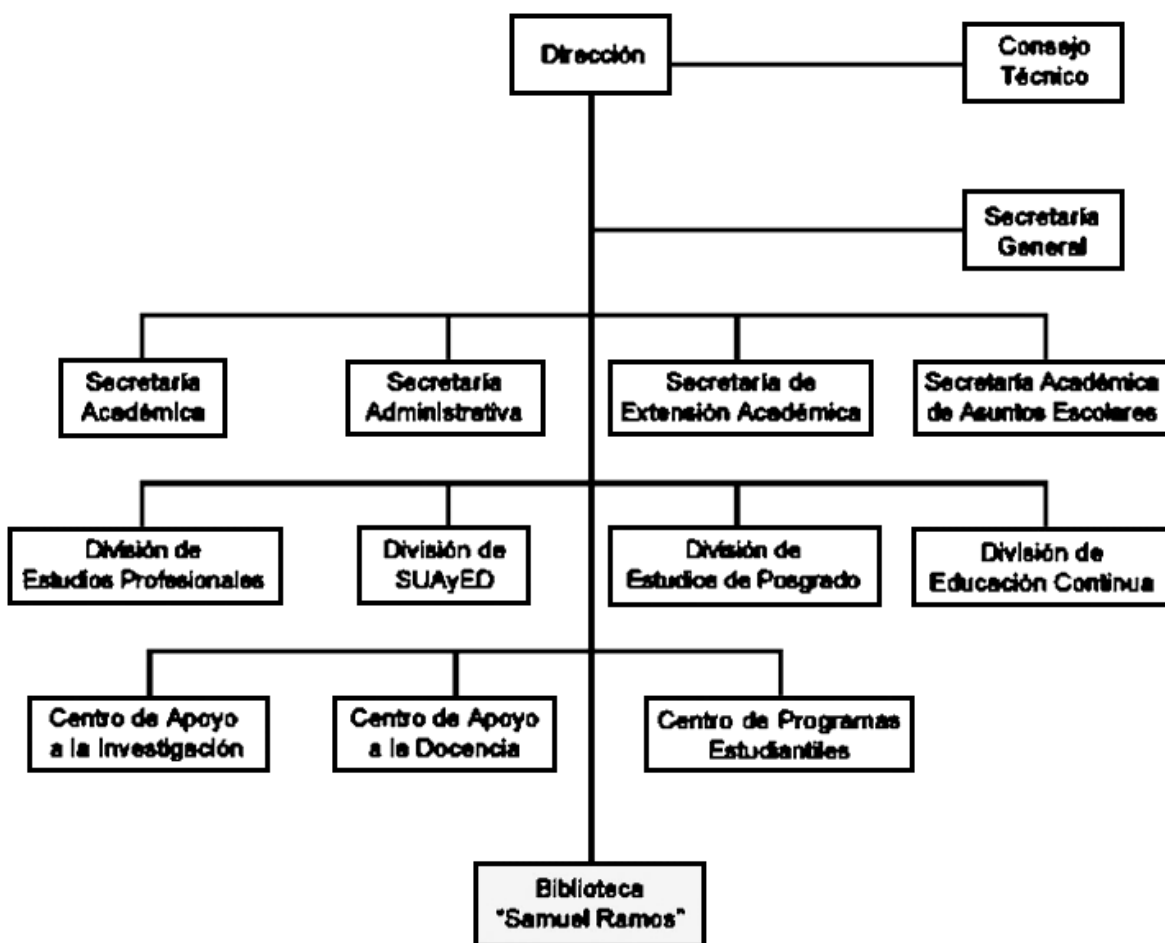 Dirección
Consejo
Técnico
Secretaría
General
Secretaría
Académica
Secretaría
Administrativa
Secretaría de
Extensión Académica
Secretaría Académica
de Asuntos Escolares
División de
Estudios Profesionales
División de
SUAyED
División de
Estudios de Posgrado
División de
Educación Continua
Centro de Apoyo
a la Investigación
Centro de Apoyo
a la Docencia
Centro de Programas
Estudiantiles
Biblioteca
"Samuel Ramos"